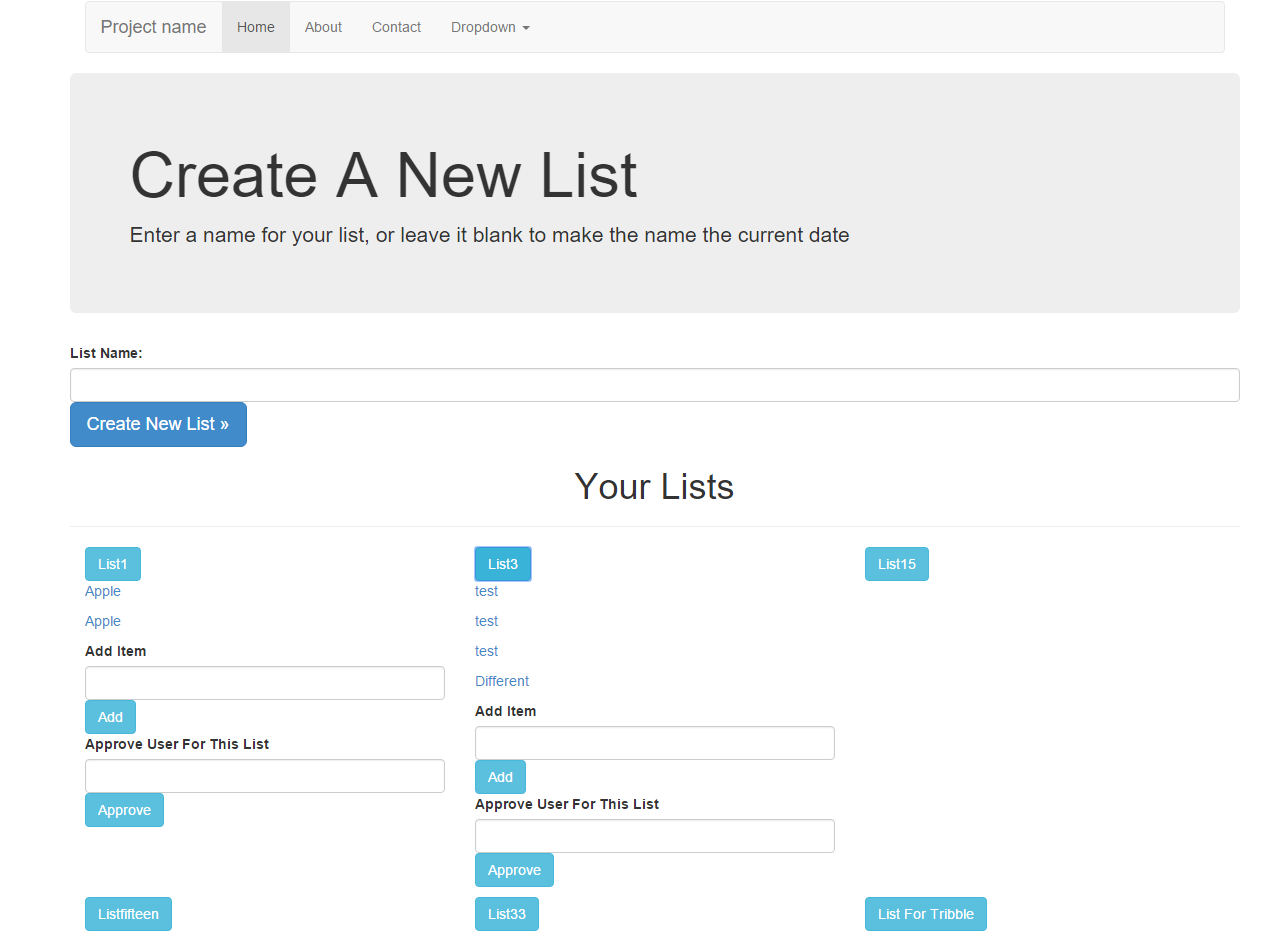 Project name Home About Contact Dropdown
Create A New List
Enter a name for your list, or leave it blank to make the name the current date
List Name:
Create New List »
Your Lists
List1
Apple
Apple
Add Item
Add
Approve User For This List
Approve
List3
test
test
test
Different
Add Item
Add
Approve User For This List
Approve
List15
Listfifteen
List33
List For Tribble